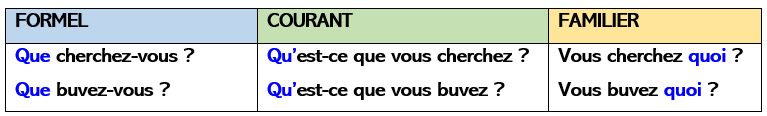 FORMEL COURANT FAMILIER
Que cherchez-vous ? Qu'est-ce que vous cherchez ? Vous cherchez quoi ?
Que buvez-vous ? Qu'est-ce que vous buvez ? Vous buvez quoi ?